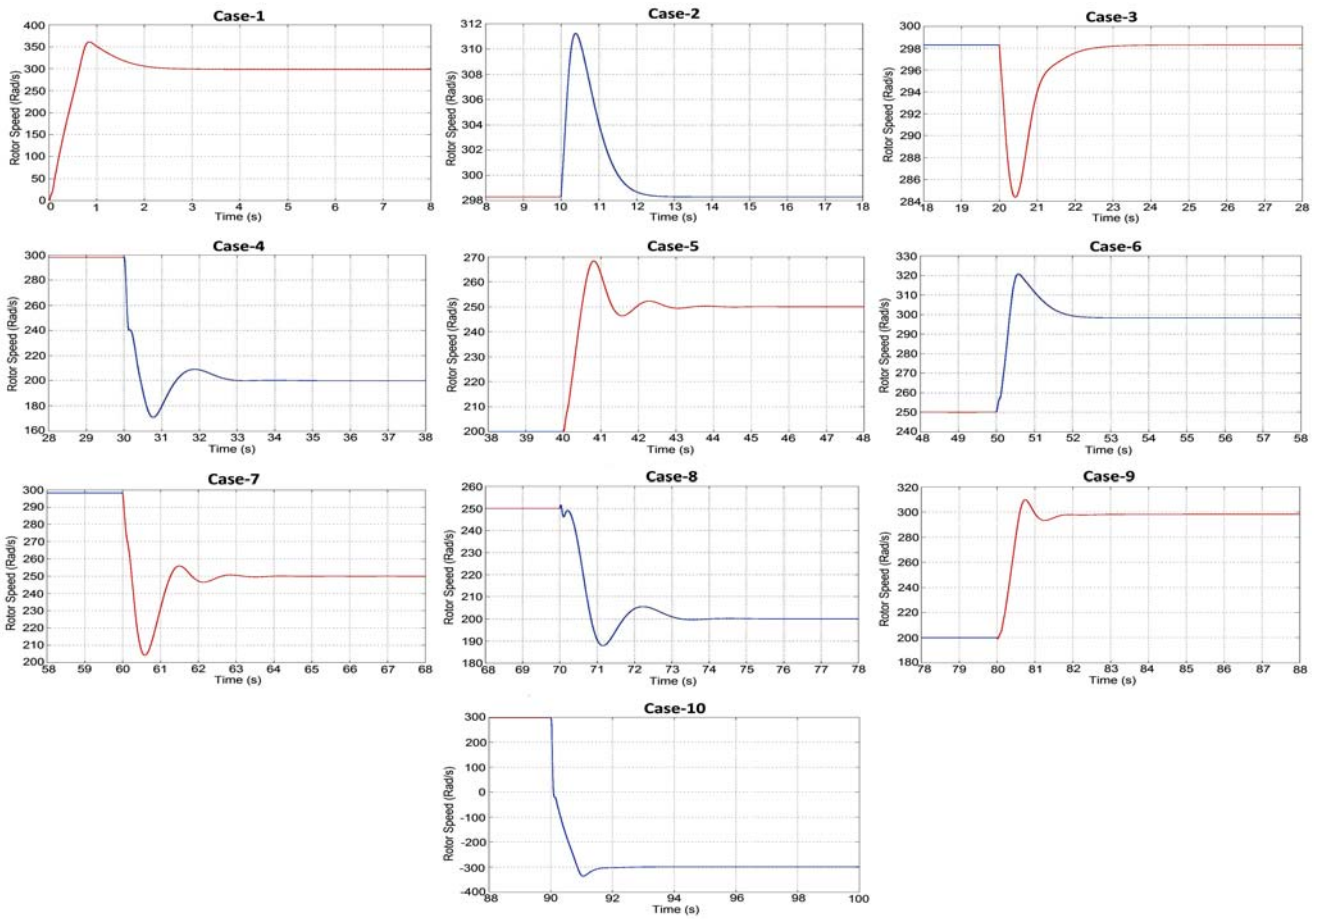 Case-1
400
350
300
250
200
150
100
50
0
Rotor Speed (Rad/s)
0 1 2 3 4 5 6 7 8
Time (s)
Case-2
312
310
308
306
304
302
300
298
Rotor Speed (Rad/s)
8 9 10 11 12 13 14 15 16 17 18
Time (s)
Case-3
300
298
296
294
292
290
288
286
284
Rotor Speed (Rad/s)
18 19 20 21 22 23 24 25 26 27 28
Time (s)
Case-4
300
280
260
240
220
200
180
160
Rotor Speed (Rad/s)
28 29 30 31 32 33 34 35 36 37 38
Time (s)
Case-5
270
260
250
240
230
220
210
200
Rotor Speed (Rad/s)
38 39 40 41 42 43 44 45 46 47 48
Time (s)
Case-6
330
320
310
300
290
280
270
260
250
240
Rotor Speed (Rad/s)
48 49 50 51 52 53 54 55 56 57 58
Time (s)
Case-7
300
290
280
270
260
250
240
230
220
210
200
Rotor Speed (Rad/s)
58 59 60 61 62 63 64 65 66 67 68
Time (s)
Case-8
260
250
240
230
220
210
200
190
180
Rotor Speed (Rad/s)
68 69 70 71 72 73 74 75 76 77 78
Time (s)
Case-9
320
300
280
260
240
220
200
180
Rotor Speed (Rad/s)
78 79 80 81 82 83 84 85 86 87 88
Time (s)
Case-10
300
200
100
0
-100
-200
-300
-400
Rotor Speed (Rad/s)
88 90 92 94 96 98 100
Time (s)